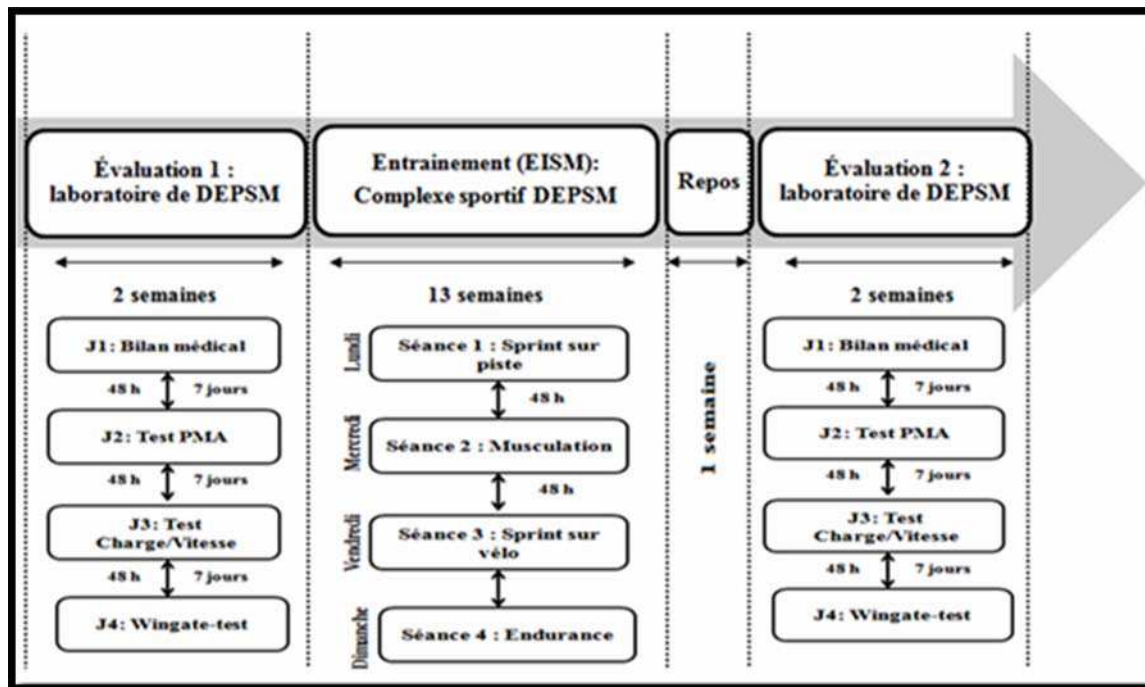 Évaluation 1 :
laboratoire de DEPSM
Entrainement (EISM):
Complexe sportif DEPSM
Repos
Évaluation 2 :
laboratoire de DEPSM
2 semaines
J1: Bilan médical
48 h 7 jours
J2: Test PMA
48 h 7 jours
J3: Test
Charge/Vitesse
48 h 7 jours
J4: Wingate-test
13 semaines
Lundi
Séance 1 : Sprint sur
piste
48 h
Mercredi
Séance 2 : Musculation
48 h
Vendredi
Séance 3 : Sprint sur
vélo
Dimanche
Séance 4 : Endurance
1 semaine
2 semaines
J1: Bilan médical
48 h 7 jours
J2: Test PMA
48 h 7 jours
J3: Test
Charge/Vitesse
48 h 7 jours
J4: Wingate-test